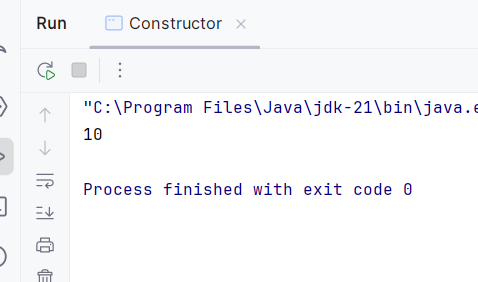 Run Constructor
"C:\Program Files\Java\jdk-21\bin\java.e
10
Process finished with exit code 0